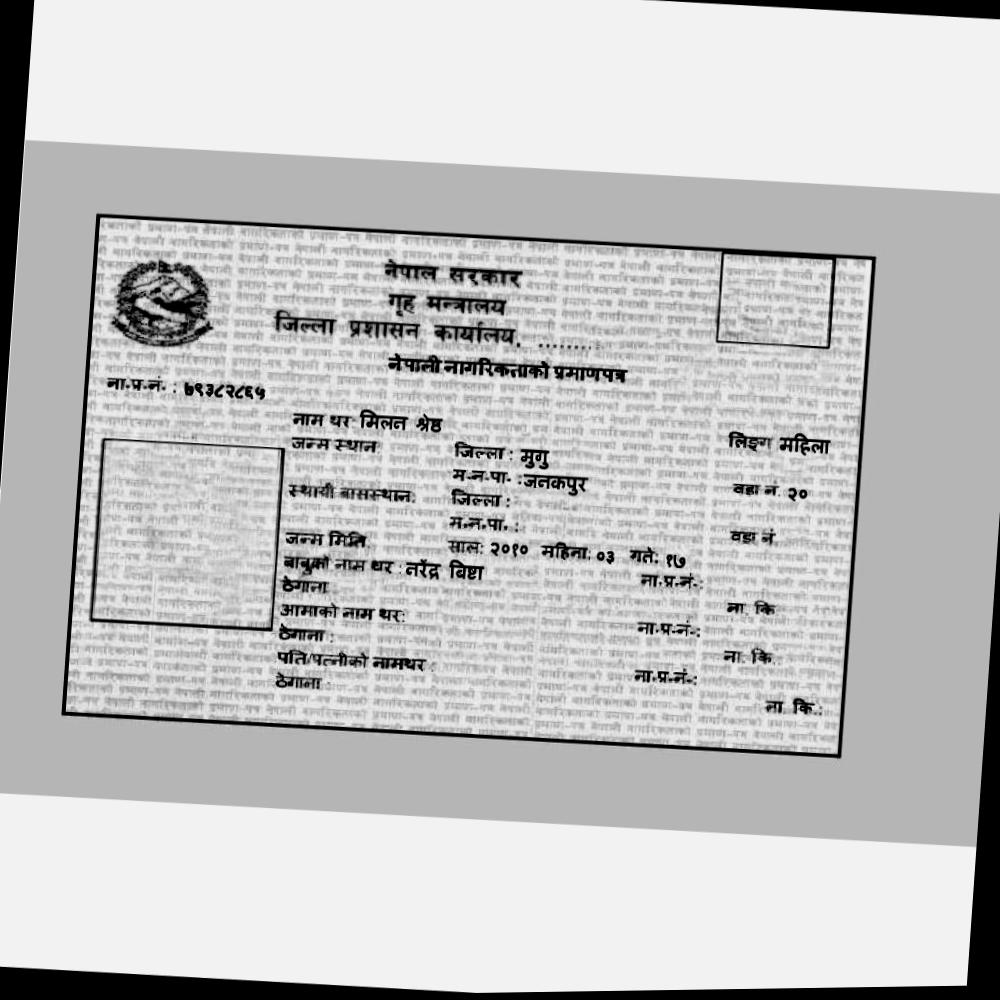 नेपाल सरकार
गृह मन्त्रालय
जिल्ला प्रशासन कार्यालय, ........
नेपाली नागरिकताको प्रमाणपत्र
ना.प्र.नं. : ७९३८२८६५
नाम थर: मिलन श्रेष्ठ लिङ्ग महिला
जन्म स्थान: जिल्ला : मुगु
म.न.पा. : जनकपुर वडा नं. २०
स्थायी बासस्थान: जिल्ला :
म.न.पा. : वडा नं.
जन्म मिति: साल: २०१० महिना: ०३ गते: १७
बाबुको नाम थर : नरेंद्र बिष्टा ना.प्र.नं.:
ठेगाना : ना. कि.
आमाको नाम थर: ना.प्र.नं.:
ठेगाना : ना. कि.:
पति/पत्नीको नामथर : ना.प्र.नं.:
ठेगाना : ना. कि.: